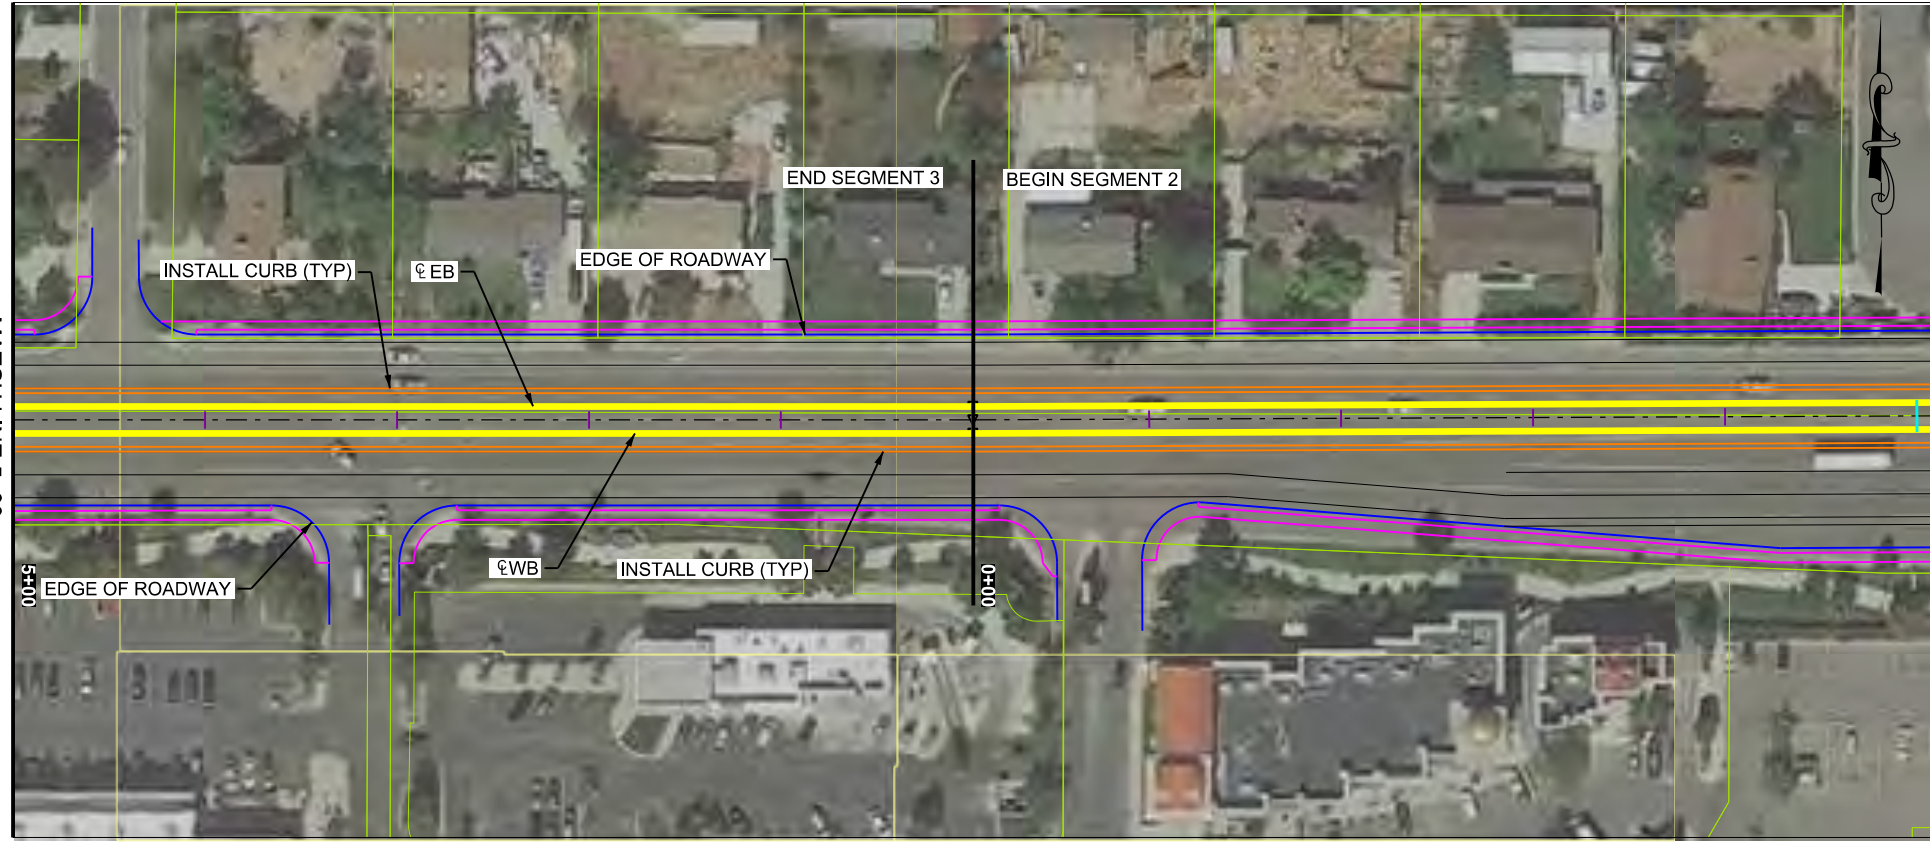 END SEGMENT 3
BEGIN SEGMENT 2
INSTALL CURB (TYP)
℄ EB
EDGE OF ROADWAY
5+00
EDGE OF ROADWAY
℄WB
INSTALL CURB (TYP)
0+00